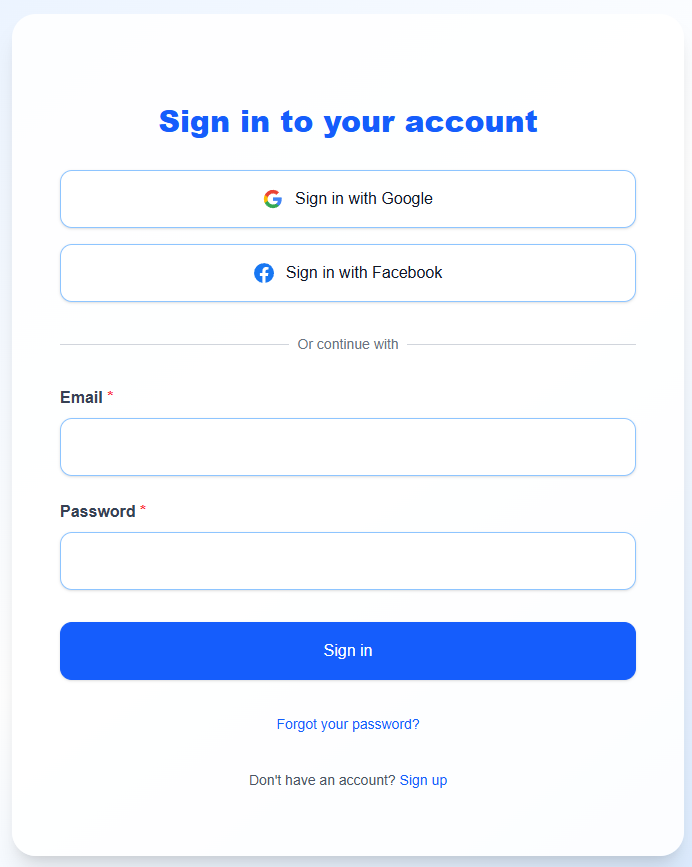 Sign in to your account
Sign in with Google
Sign in with Facebook
Or continue with
Email *
Password *
Sign in
Forgot your password?
Don't have an account? Sign up